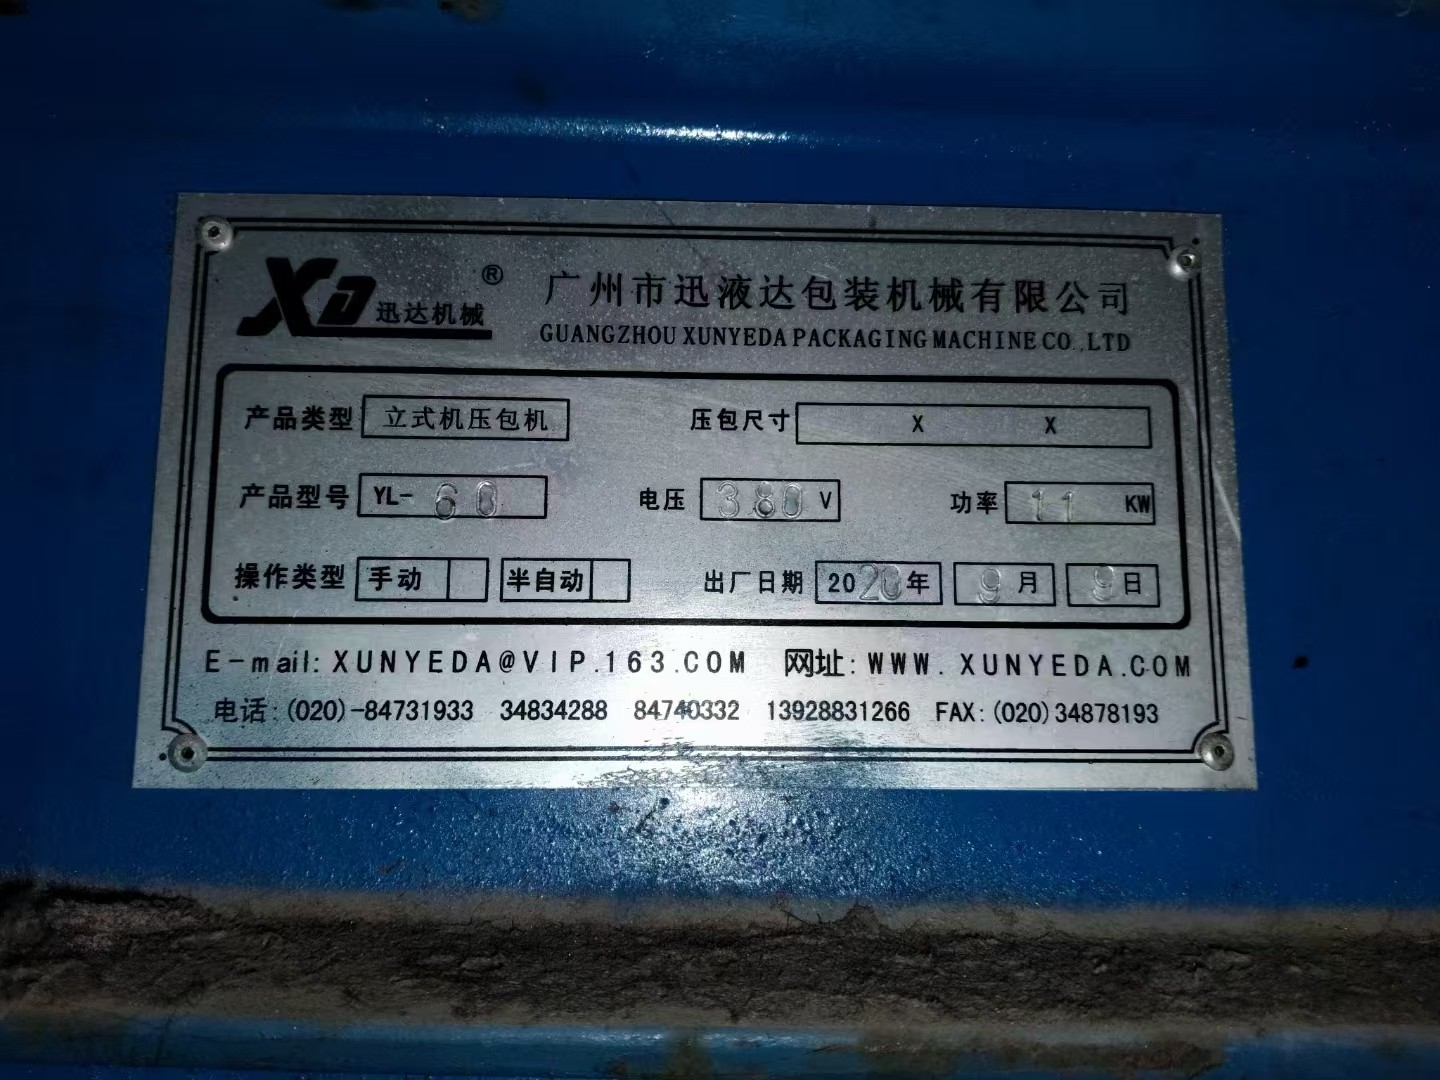 XD 迅达机械 ®
广州市迅液达包装机械有限公司
GUANGZHOU XUNYEDA PACKAGING MACHINE CO.,LTD
产品类型 立式机压包机 压包尺寸 X X
产品型号 YL-60 电压 380 V 功率 11 KW
操作类型 手动 半自动 出厂日期 2020年 9月 9日
E-mail:XUNYEDA@VIP.163.COM 网址:WWW.XUNYEDA.COM
电话:(020)-84731933 34834288 84740332 13928831266 FAX:(020)34878193